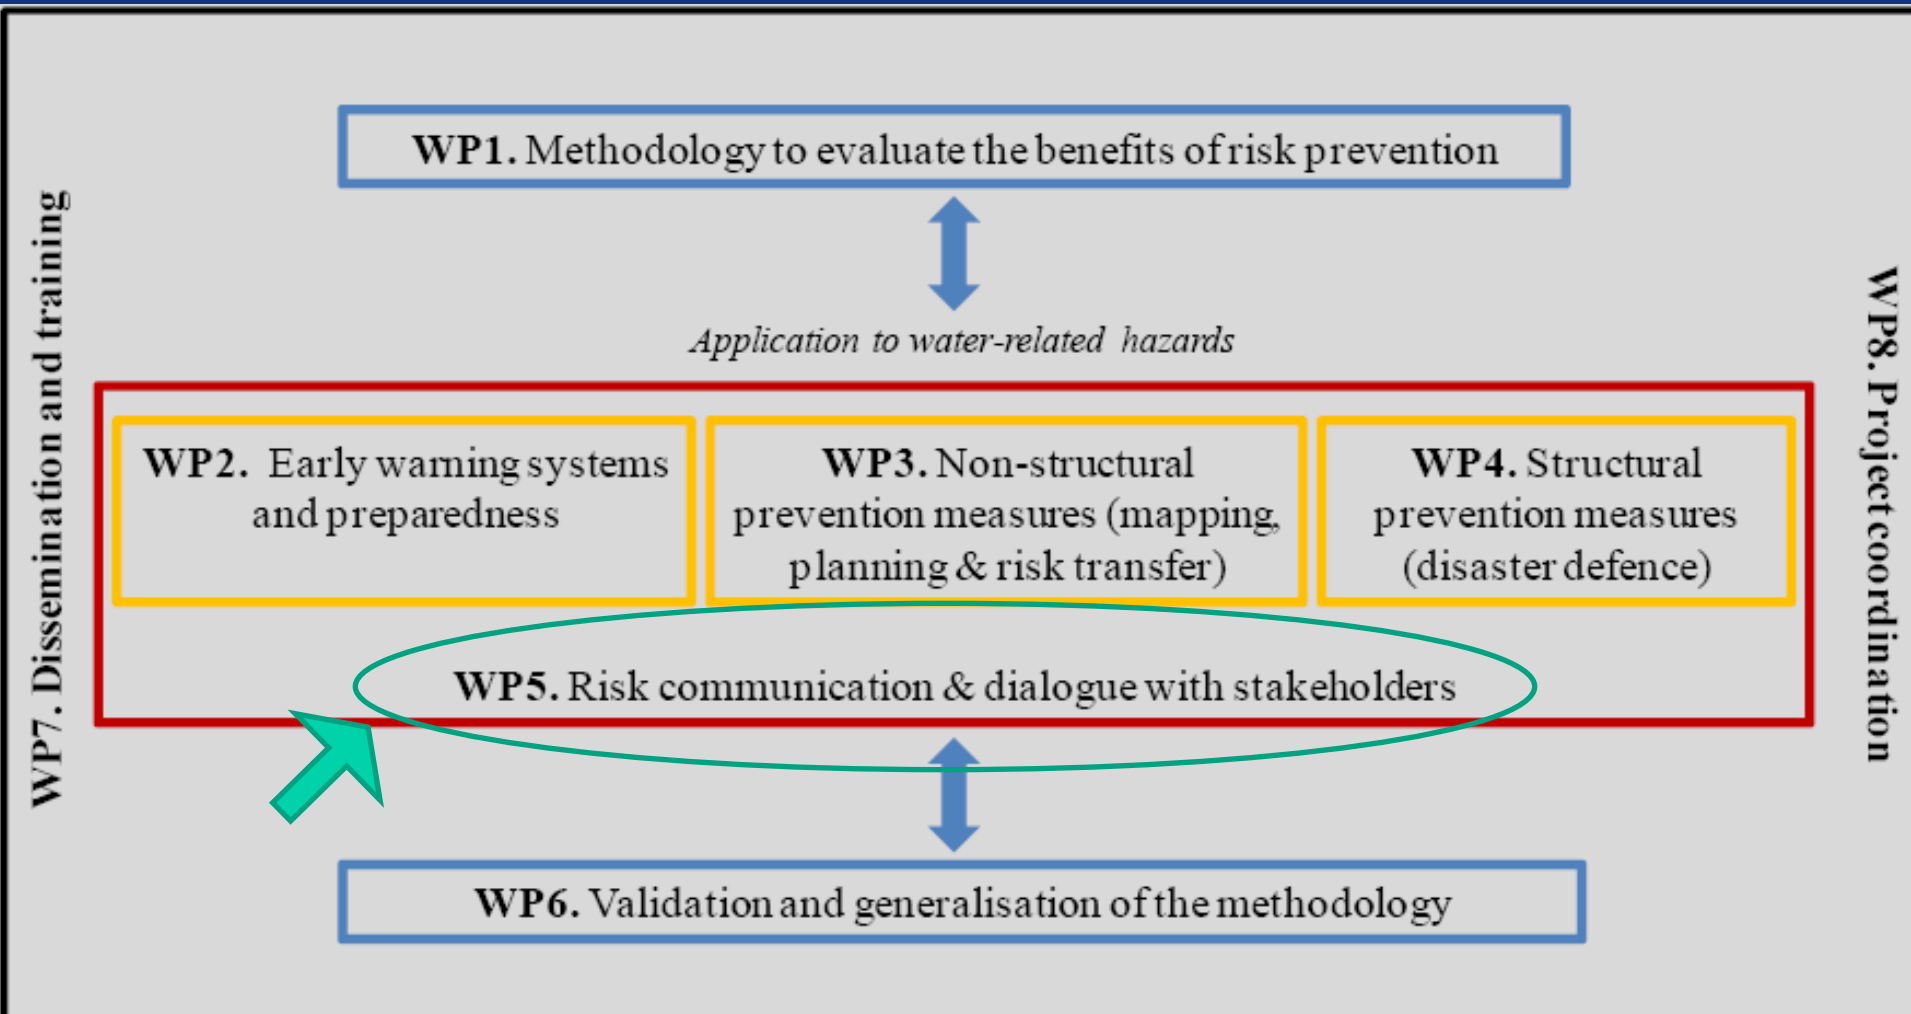 WP1. Methodology to evaluate the benefits of risk prevention
WP7. Dissemination and training
WP8. Project coordination
Application to water-related hazards
WP2. Early warning systems
and preparedness
WP3. Non-structural
prevention measures (mapping,
planning & risk transfer)
WP4. Structural
prevention measures
(disaster defence)
WP5. Risk communication & dialogue with stakeholders
WP6. Validation and generalisation of the methodology